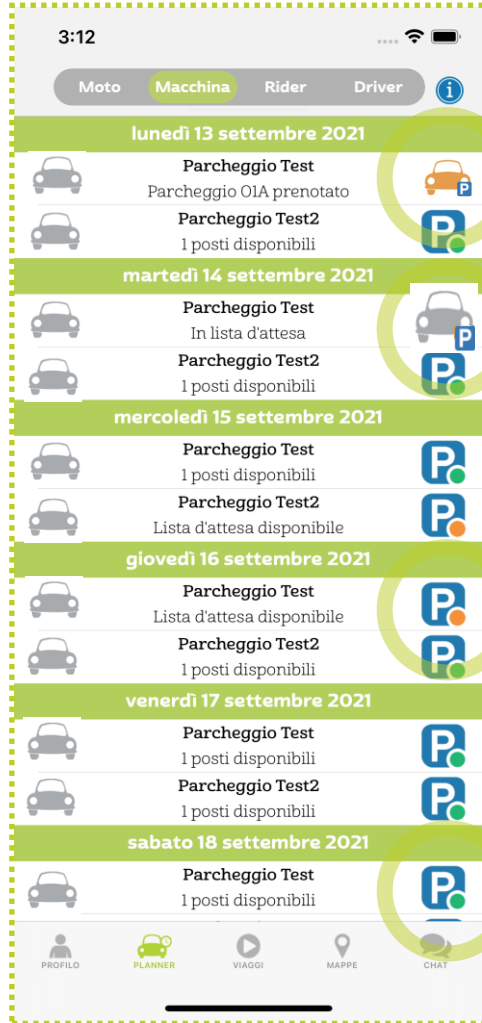 3:12
Moto Macchina Rider Driver i
lunedì 13 settembre 2021
Parcheggio Test
Parcheggio 01A prenotato
P
Parcheggio Test2
1 posti disponibili
P
martedì 14 settembre 2021
Parcheggio Test
In lista d'attesa
P
Parcheggio Test2
1 posti disponibili
P
mercoledì 15 settembre 2021
Parcheggio Test
1 posti disponibili
P
Parcheggio Test2
Lista d'attesa disponibile
P
giovedì 16 settembre 2021
Parcheggio Test
Lista d'attesa disponibile
P
Parcheggio Test2
1 posti disponibili
P
venerdì 17 settembre 2021
Parcheggio Test
1 posti disponibili
P
Parcheggio Test2
1 posti disponibili
P
sabato 18 settembre 2021
Parcheggio Test
1 posti disponibili
P
PROFILO PLANNER VIAGGI MAPPE CHAT